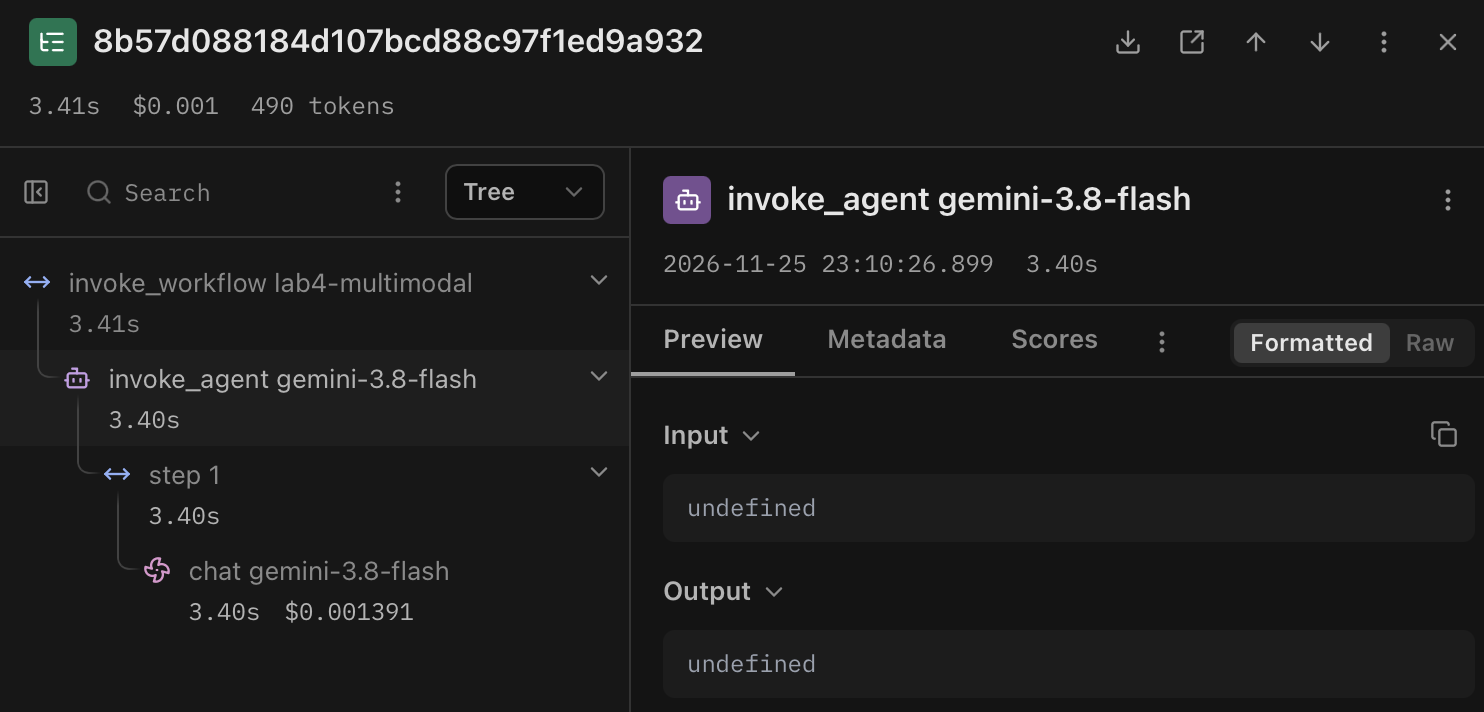 8b57d088184d107bcd88c97f1ed9a932
3.41s $0.001 490 tokens
Search Tree
invoke_workflow lab4-multimodal
3.41s
invoke_agent gemini-3.8-flash
3.40s
step 1
3.40s
chat gemini-3.8-flash
3.40s $0.001391
invoke_agent gemini-3.8-flash
2026-11-25 23:10:26.899 3.40s
Preview Metadata Scores Formatted Raw
Input
undefined
Output
undefined